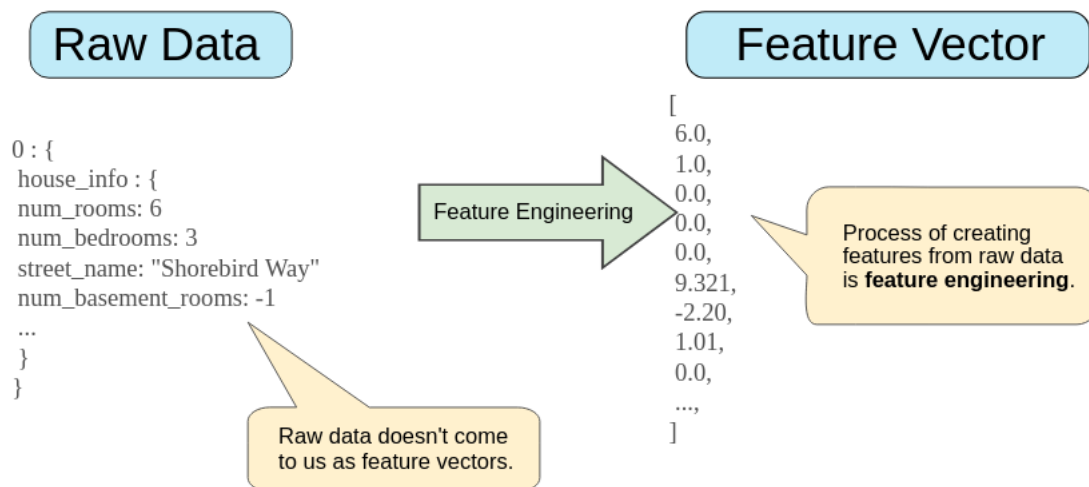 Raw Data
0 : {
house_info : {
num_rooms: 6
num_bedrooms: 3
street_name: "Shorebird Way"
num_basement_rooms: -1
...
}
}
Raw data doesn't come
to us as feature vectors.
Feature Engineering
Feature Vector
[
6.0,
1.0,
0.0,
0.0,
0.0,
9.321,
-2.20,
1.01,
0.0,
...,
]
Process of creating
features from raw data
is feature engineering.